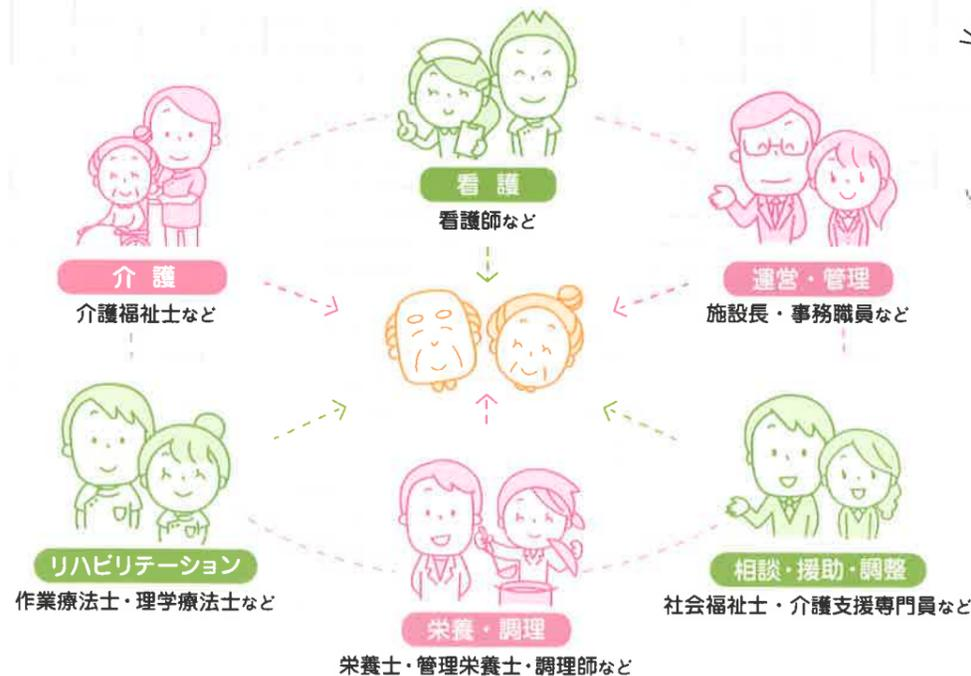 看護
看護師など
介護
介護福祉士など
運営・管理
施設長・事務職員など
リハビリテーション
作業療法士・理学療法士など
相談・援助・調整
社会福祉士・介護支援専門員など
栄養・調理
栄養士・管理栄養士・調理師など